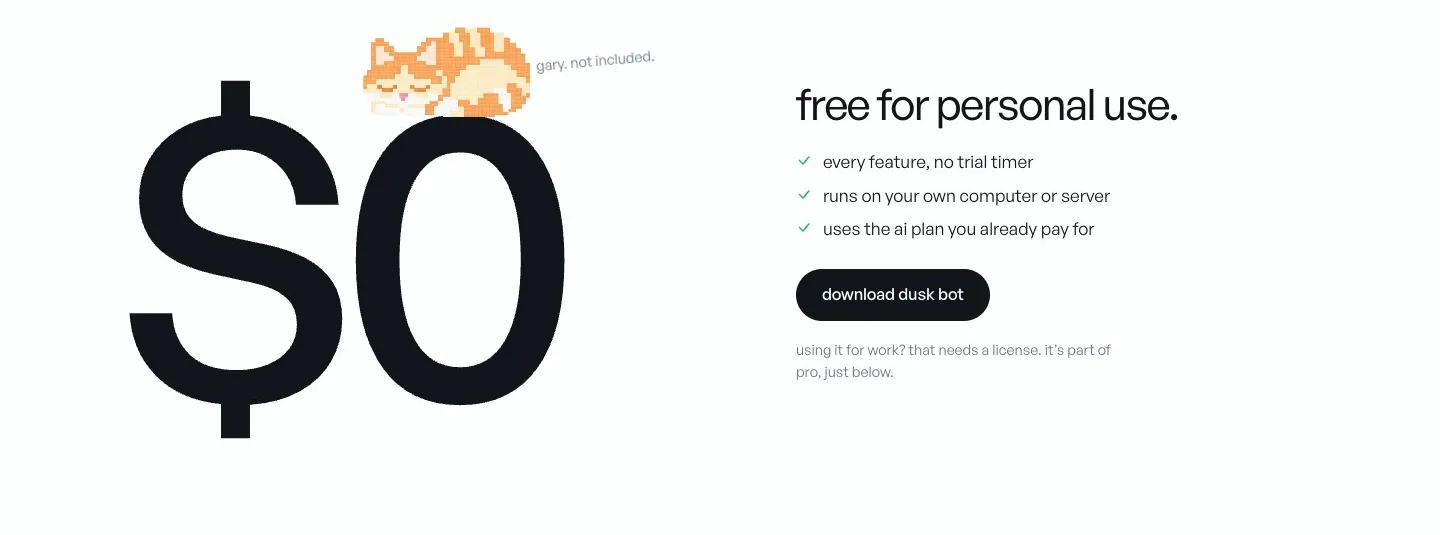 gary. not included.
$0
free for personal use.
every feature, no trial timer
runs on your own computer or server
uses the ai plan you already pay for
download dusk bot
using it for work? that needs a license. it’s part of
pro, just below.